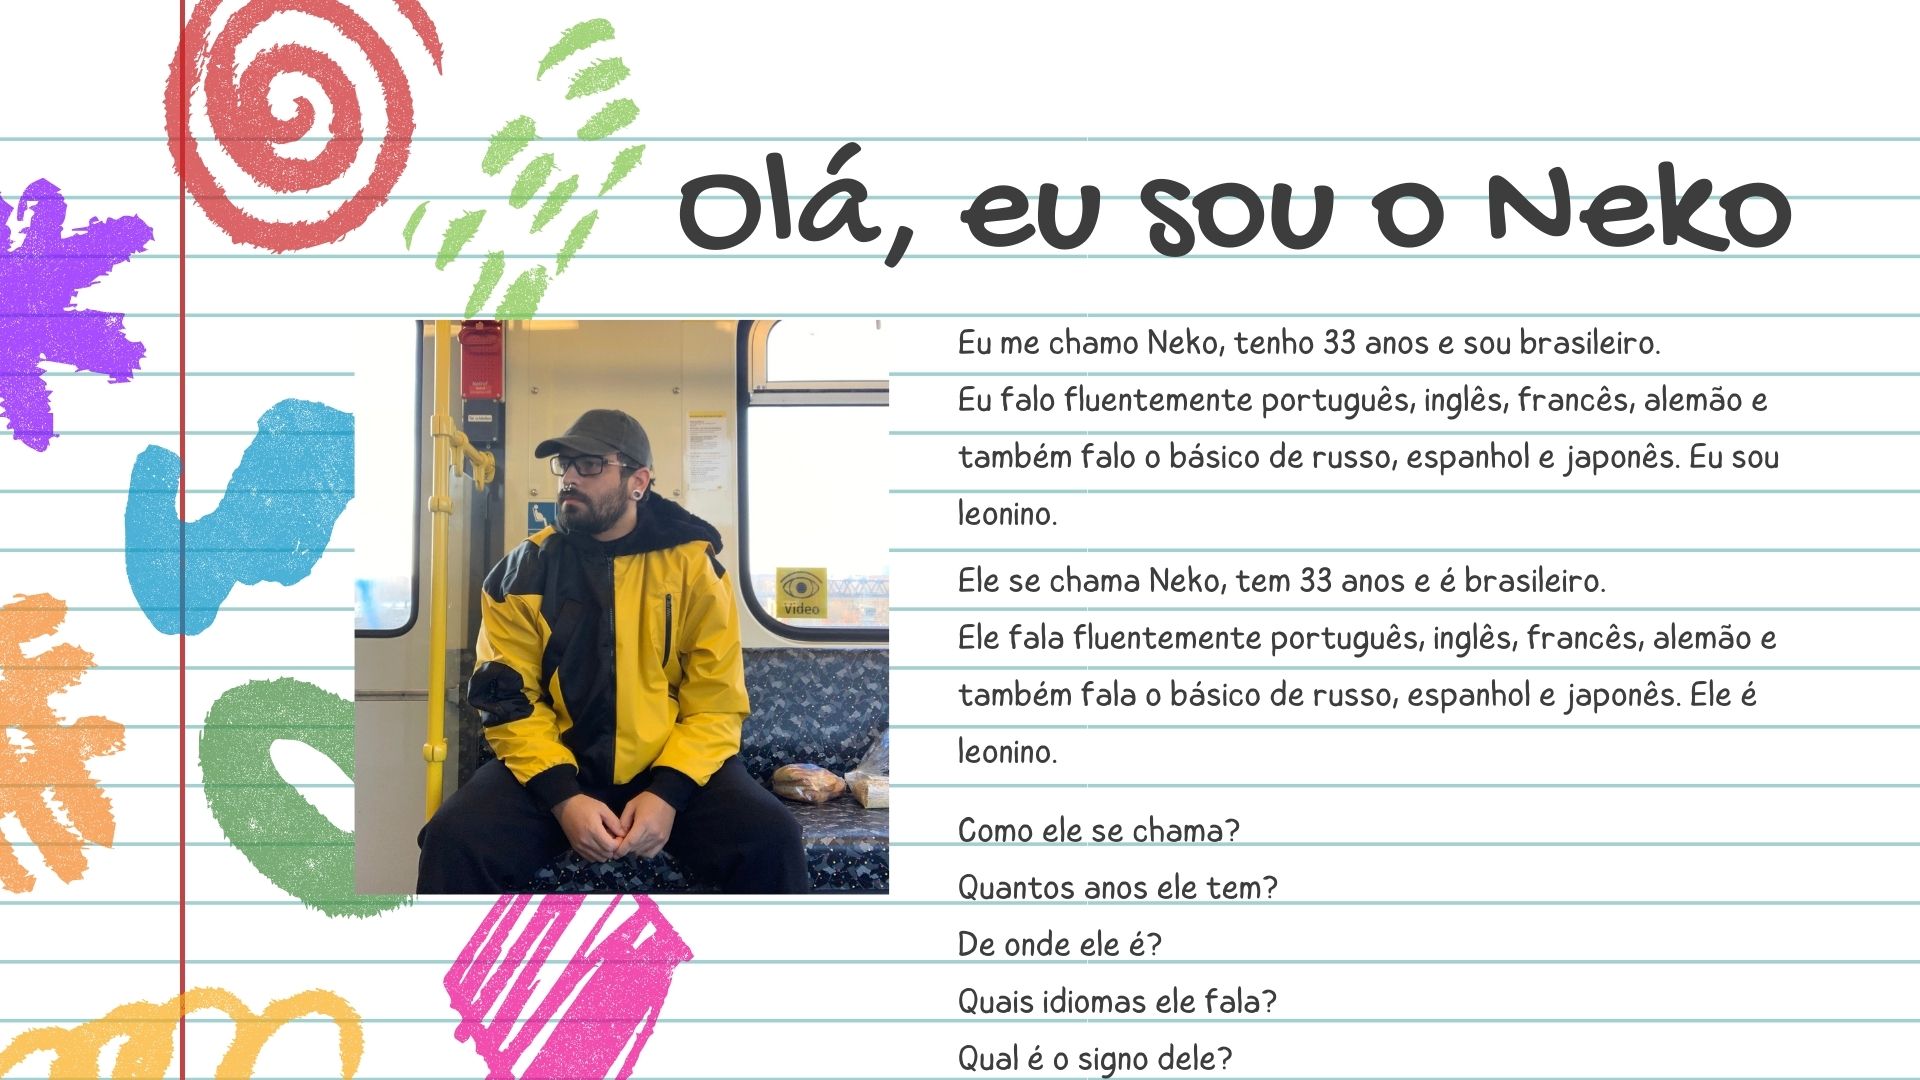 Olá, eu sou o Neko
Eu me chamo Neko, tenho 33 anos e sou brasileiro.
Eu falo fluentemente português, inglês, francês, alemão e
também falo o básico de russo, espanhol e japonês. Eu sou
leonino.
Ele se chama Neko, tem 33 anos e é brasileiro.
Ele fala fluentemente português, inglês, francês, alemão e
também fala o básico de russo, espanhol e japonês. Ele é
leonino.
Como ele se chama?
Quantos anos ele tem?
De onde ele é?
Quais idiomas ele fala?
Qual é o signo dele?
Video